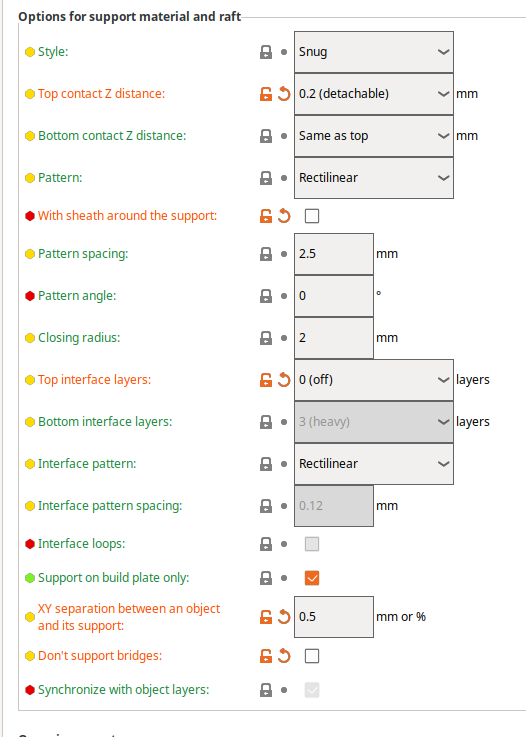 Options for support material and raft
Style: Snug
Top contact Z distance: 0.2 (detachable) mm
Bottom contact Z distance: Same as top mm
Pattern: Rectilinear
With sheath around the support:
Pattern spacing: 2.5 mm
Pattern angle: 0 °
Closing radius: 2 mm
Top interface layers: 0 (off) layers
Bottom interface layers: 3 (heavy) layers
Interface pattern: Rectilinear
Interface pattern spacing: 0.12 mm
Interface loops:
Support on build plate only:
XY separation between an object
and its support: 0.5 mm or %
Don't support bridges:
Synchronize with object layers: